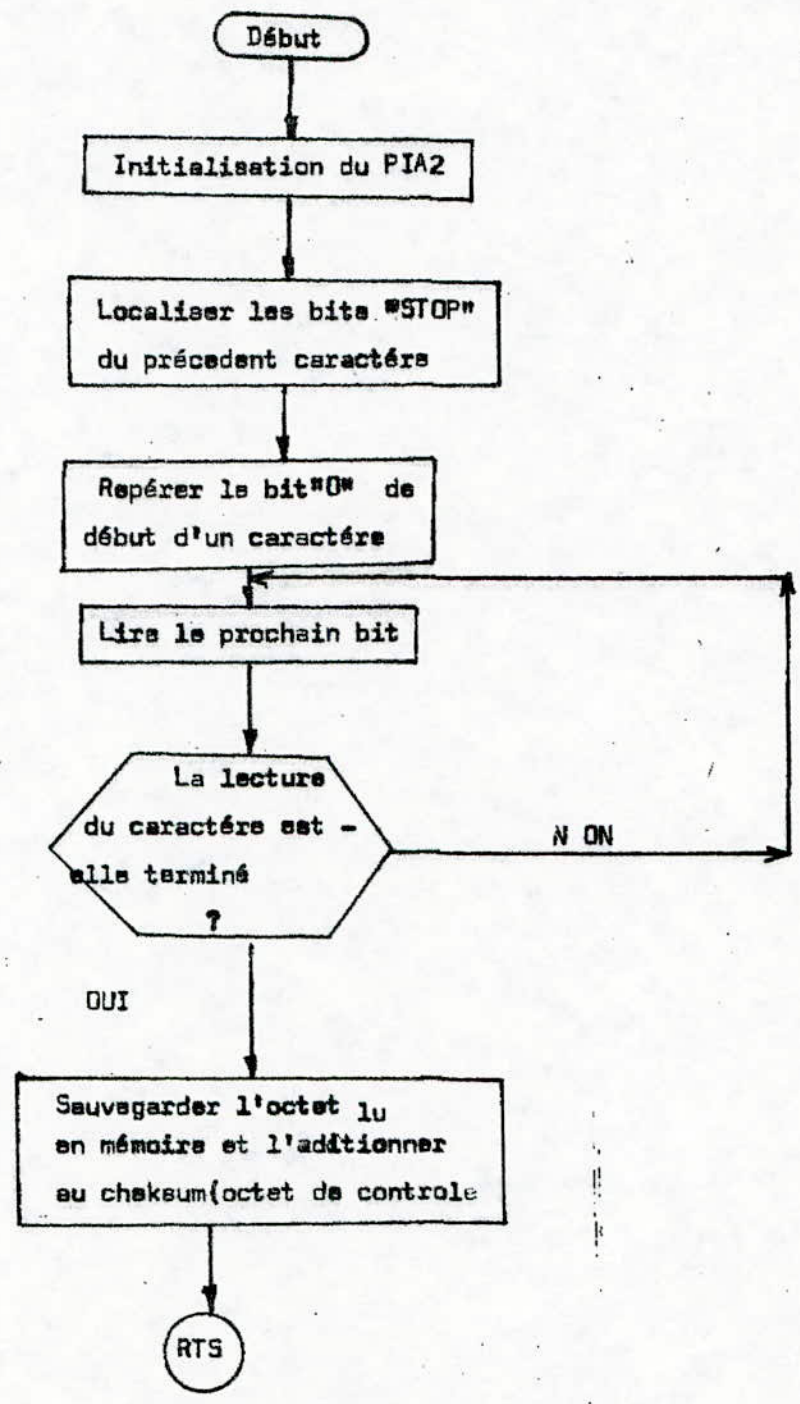 Début
Initialisation du PIA2
Localiser les bits "STOP"
du précedent caractére
Repérer le bit"0" de
début d'un caractére
Lire le prochain bit
La lecture
du caractére est -
elle terminé
?
N ON
OUI
Sauvegarder l'octet lu
en mémoire et l'aditionner
au cheksum(octet de controle
RTS